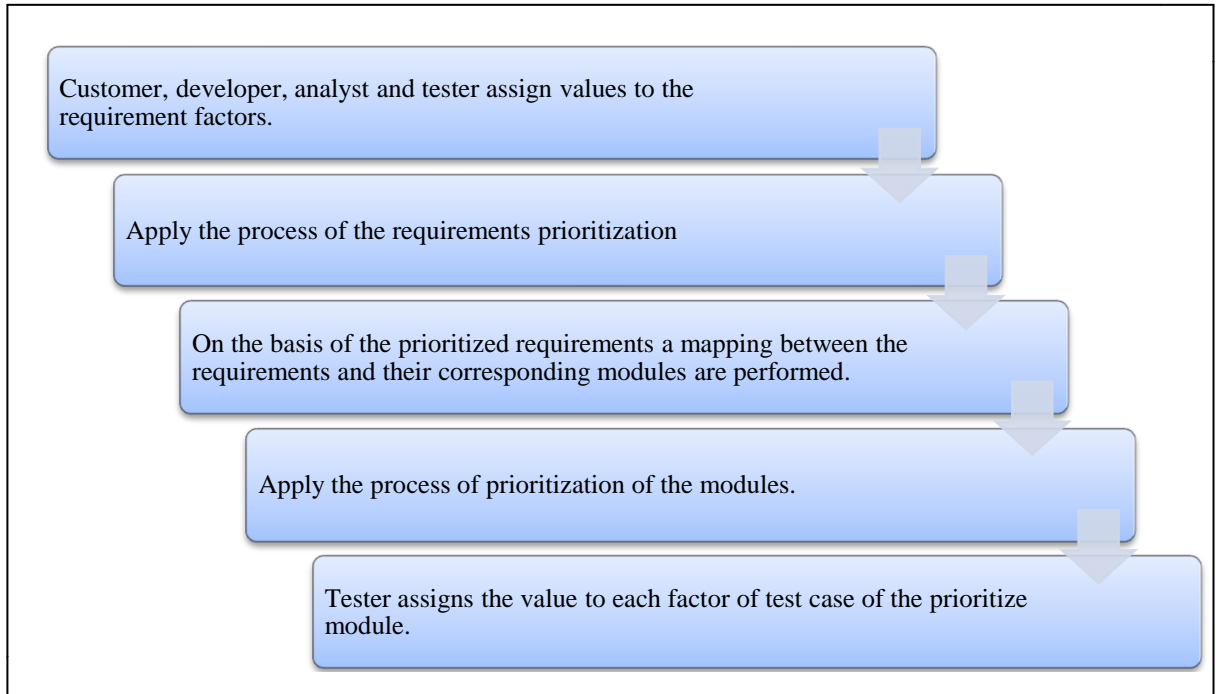 Customer, developer, analyst and tester assign values to the
requirement factors.
Apply the process of the requirements prioritization
On the basis of the prioritized requirements a mapping between the
requirements and their corresponding modules are performed.
Apply the process of prioritization of the modules.
Tester assigns the value to each factor of test case of the prioritize
module.